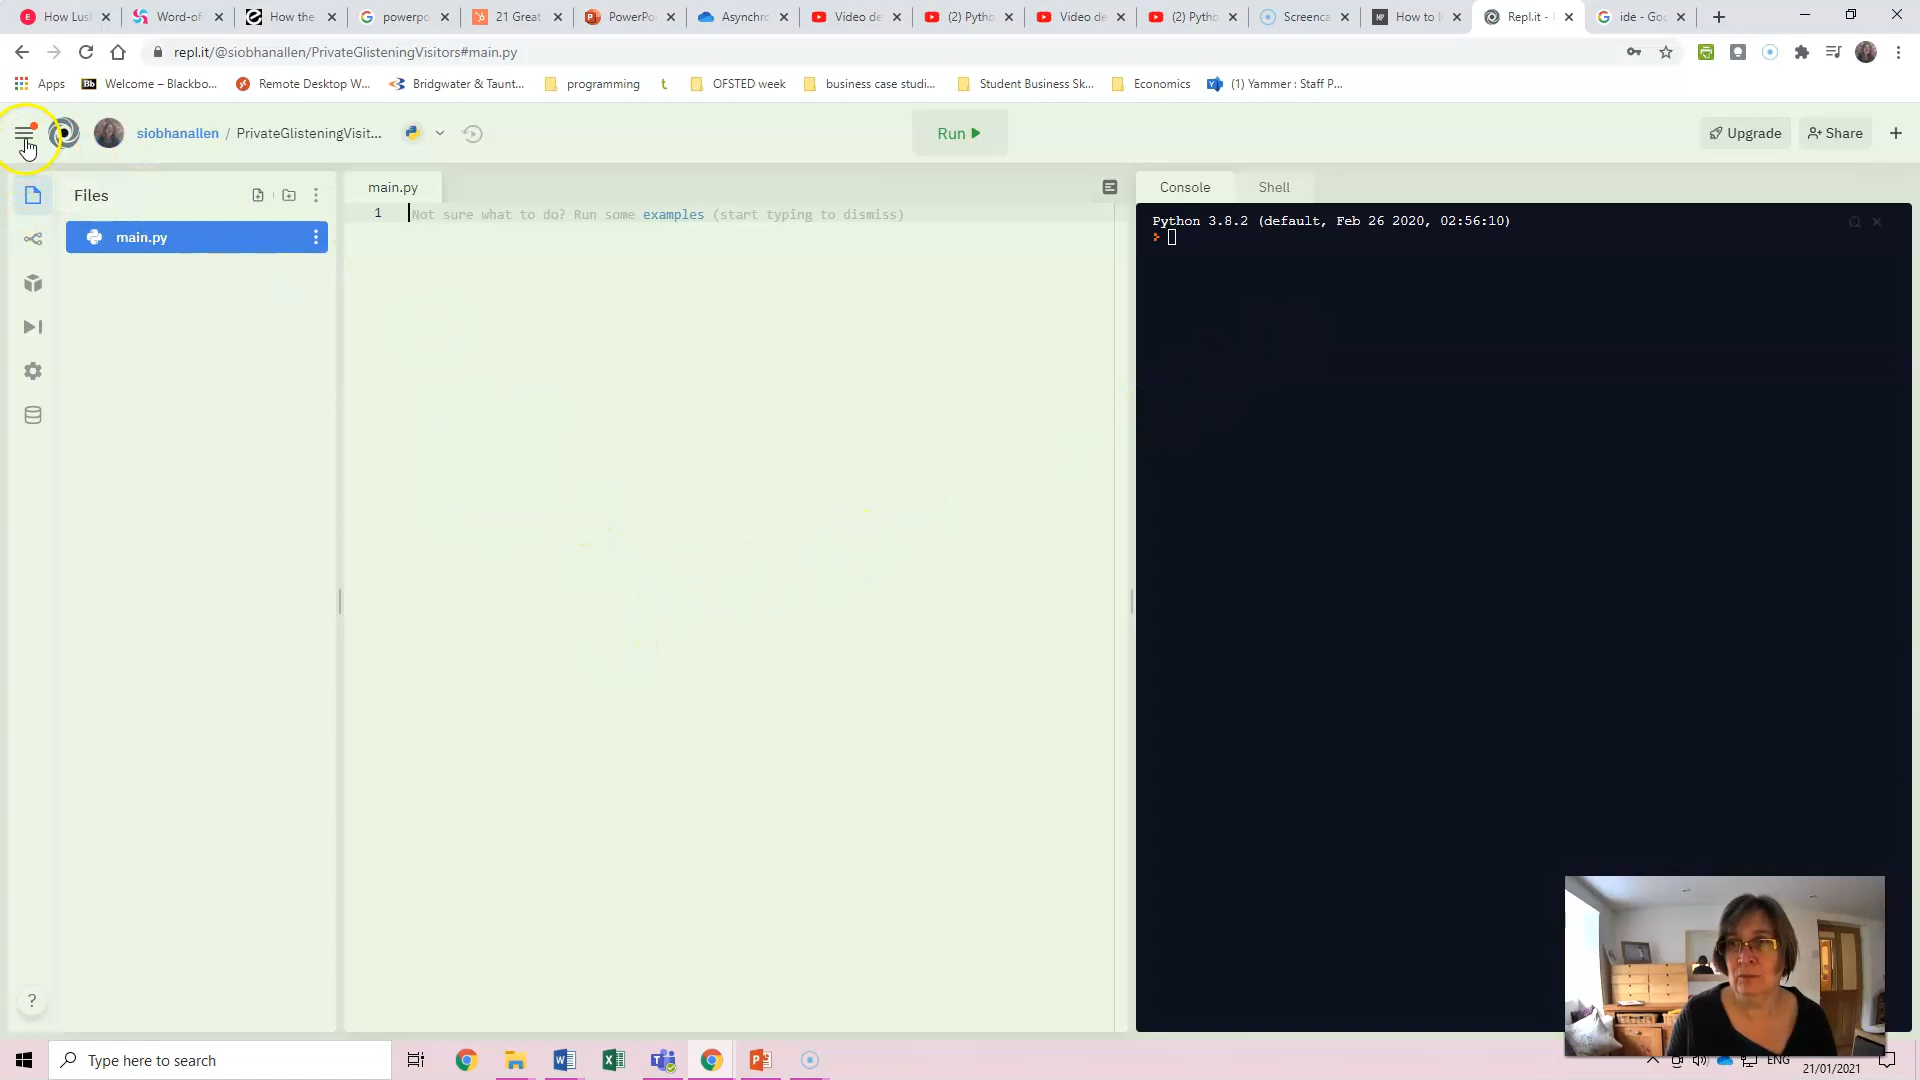 How Lush
Word-of
How the
powerpo
21 Great
PowerPo
Asynchro
Video de
(2) Pytho
Video de
(2) Pytho
Screenca
How to li
Repl.it -
ide - Goo
repl.it/@siobhanallen/PrivateGlisteningVisitors#main.py
Apps
Bb
Welcome – Blackbo...
Remote Desktop W...
Bridgwater & Taunt...
programming
t
OFSTED week
business case studi...
Student Business Sk...
Economics
(1) Yammer : Staff P...
siobhanallen / PrivateGlisteningVisit...
Run
Upgrade
Share
Files
main.py
main.py
1
Not sure what to do? Run some examples (start typing to dismiss)
Console
Shell
Python 3.8.2 (default, Feb 26 2020, 02:56:10)
?
Type here to search
ENG
21/01/2021